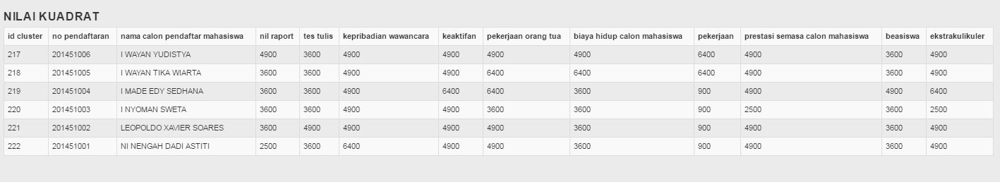 NILAI KUADRAT
id cluster no pendaftaran nama calon pendaftar mahasiswa nil raport tes tulis kepribadian wawancara keaktifan pekerjaan orang tua biaya hidup calon mahasiswa pekerjaan prestasi semasa calon mahasiswa beasiswa ekstrakulikuler
217 201451006 I WAYAN YUDISTYA 4900 3600 4900 4900 4900 4900 6400 4900 3600 4900
218 201451005 I WAYAN TIKA WIARTA 3600 3600 4900 4900 6400 6400 6400 4900 3600 4900
219 201451004 I MADE EDY SEDHANA 3600 3600 4900 6400 6400 3600 900 4900 4900 6400
220 201451003 I NYOMAN SWETA 3600 3600 4900 4900 3600 3600 900 2500 3600 2500
221 201451002 LEOPOLDO XAVIER SOARES 3600 4900 4900 4900 4900 3600 900 4900 3600 4900
222 201451001 NI NENGAH DADI ASTITI 2500 3600 6400 4900 4900 3600 900 4900 3600 4900